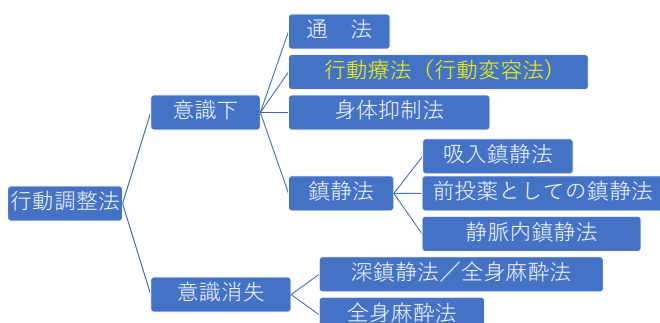 通　法
行動療法（行動変容法）
意識下
身体抑制法
吸入鎮静法
鎮静法
前投薬としての鎮静法
行動調整法
静脈内鎮静法
深鎮静法／全身麻酔法
意識消失
全身麻酔法